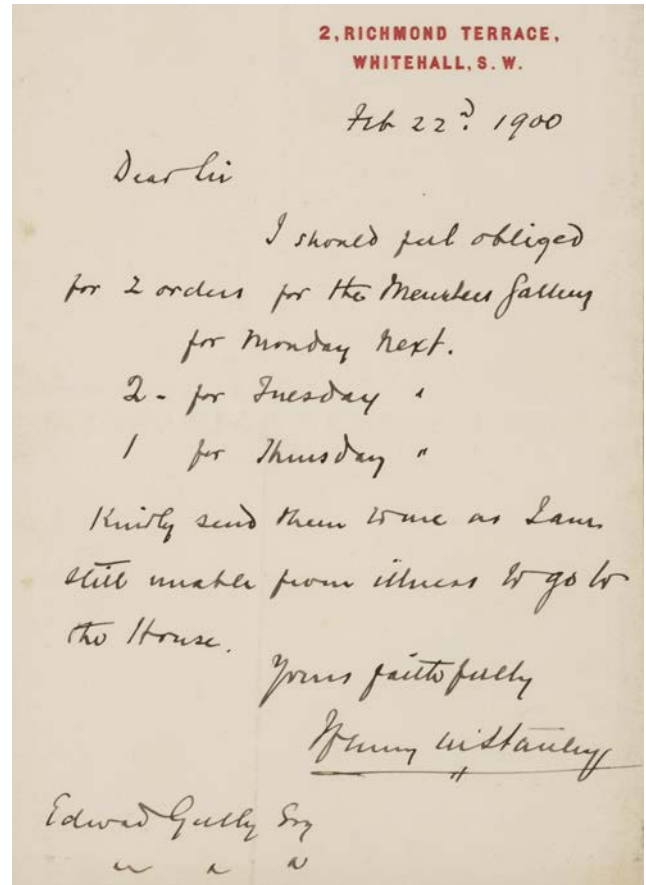 2, RICHMOND TERRACE,
WHITEHALL, S. W.
Feb 22d. 1900
Dear Sir
I should feel obliged
for 2 orders for the Members Gallery
for Monday next.
2 - for Tuesday "
1 for Thursday "
Kindly send them to me as I am
still unable from illness to go to
the House.
Yours faithfully
Henry M Stanley
Edward Gully Esq
" " "